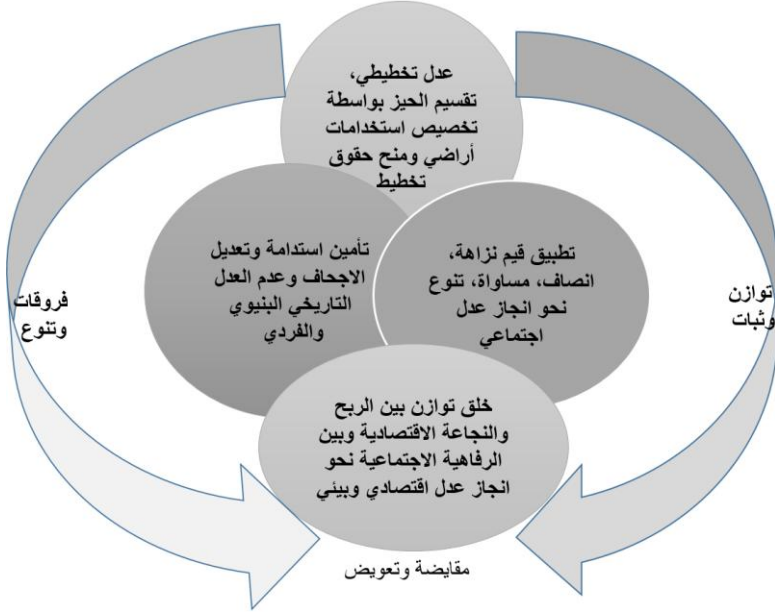 عدل تخطيطي،
تقسيم الحيز بواسطة
تخصيص استخدامات
أراضي ومنح حقوق
تخطيط
تطبيق قيم نزاهة،
انصاف، مساواة، تنوع
نحو انجاز عدل
اجتماعي
تأمين استدامة وتعديل
الاجحاف وعدم العدل
التاريخي البنيوي
والفردي
توازن
وثبات
فروقات
وتنوع
خلق توازن بين الربح
والنجاعة الاقتصادية وبين
الرفاهية الاجتماعية نحو
انجاز عدل اقتصادي وبيئي
مقايضة وتعويض